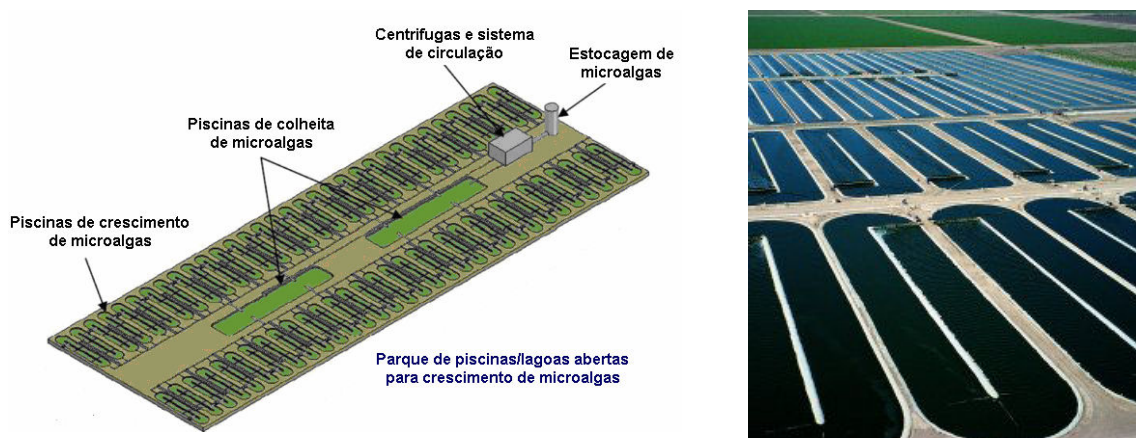 Centrifugas e sistema
de circulação
Estocagem de
microalgas
Piscinas de colheita
de microalgas
Piscinas de crescimento
de microalgas
Parque de piscinas/lagoas abertas
para crescimento de microalgas